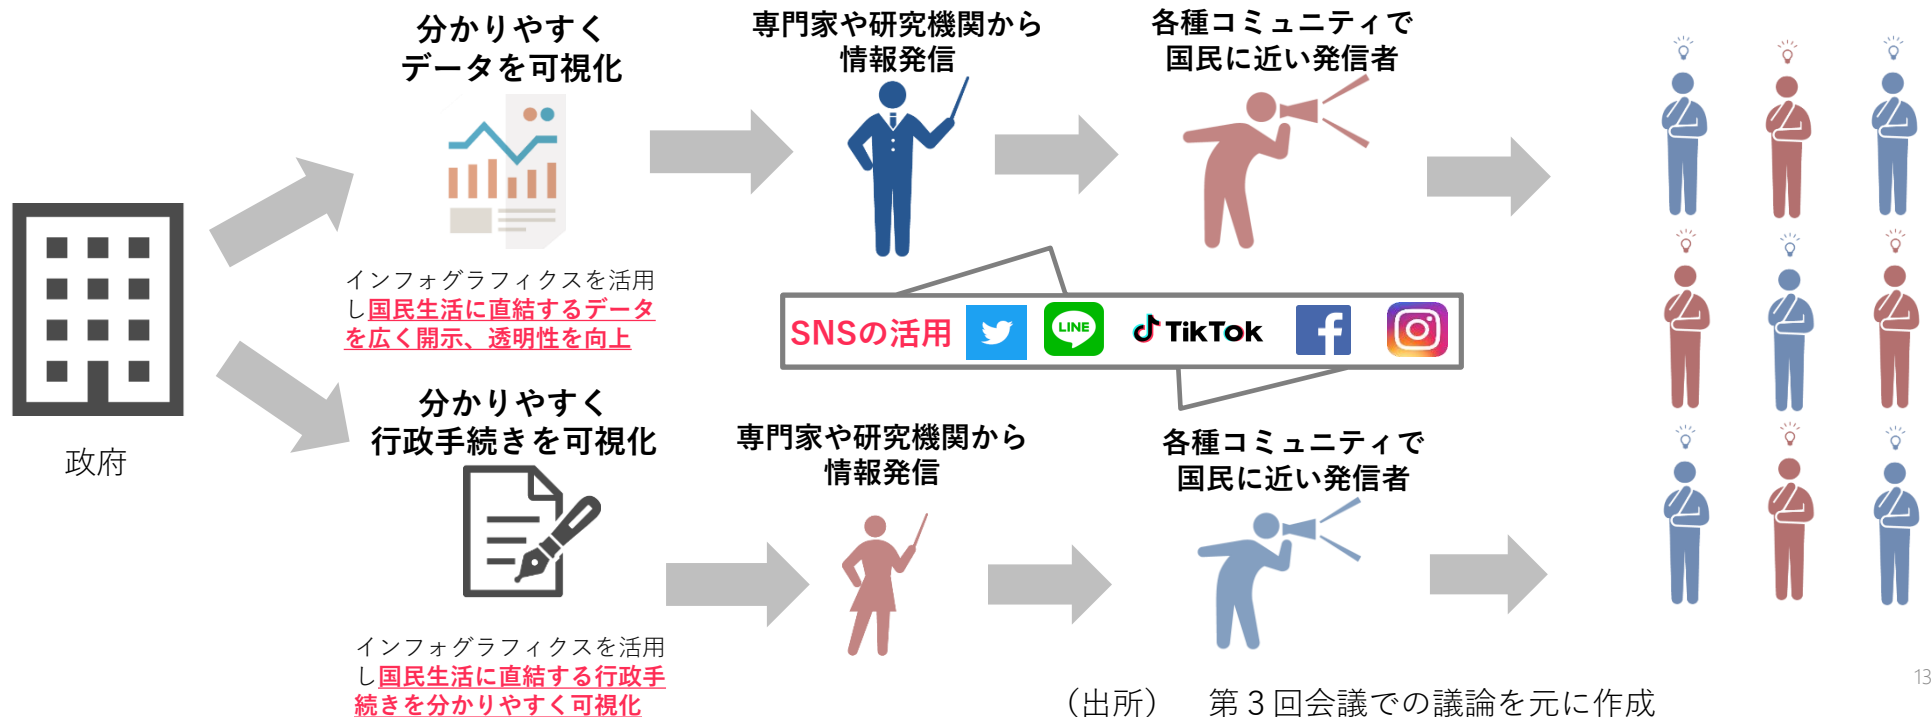 分かりやすく
データを可視化
専門家や研究機関から
情報発信
各種コミュニティで
国民に近い発信者
インフォグラフィクスを活用
し国民生活に直結するデータ
を広く開示、透明性を向上
SNSの活用 LINE TikTok
政府
分かりやすく
行政手続きを可視化
専門家や研究機関から
情報発信
各種コミュニティで
国民に近い発信者
インフォグラフィクスを活用
し国民生活に直結する行政手
続きを分かりやすく可視化
（出所）　第３回会議での議論を元に作成
13